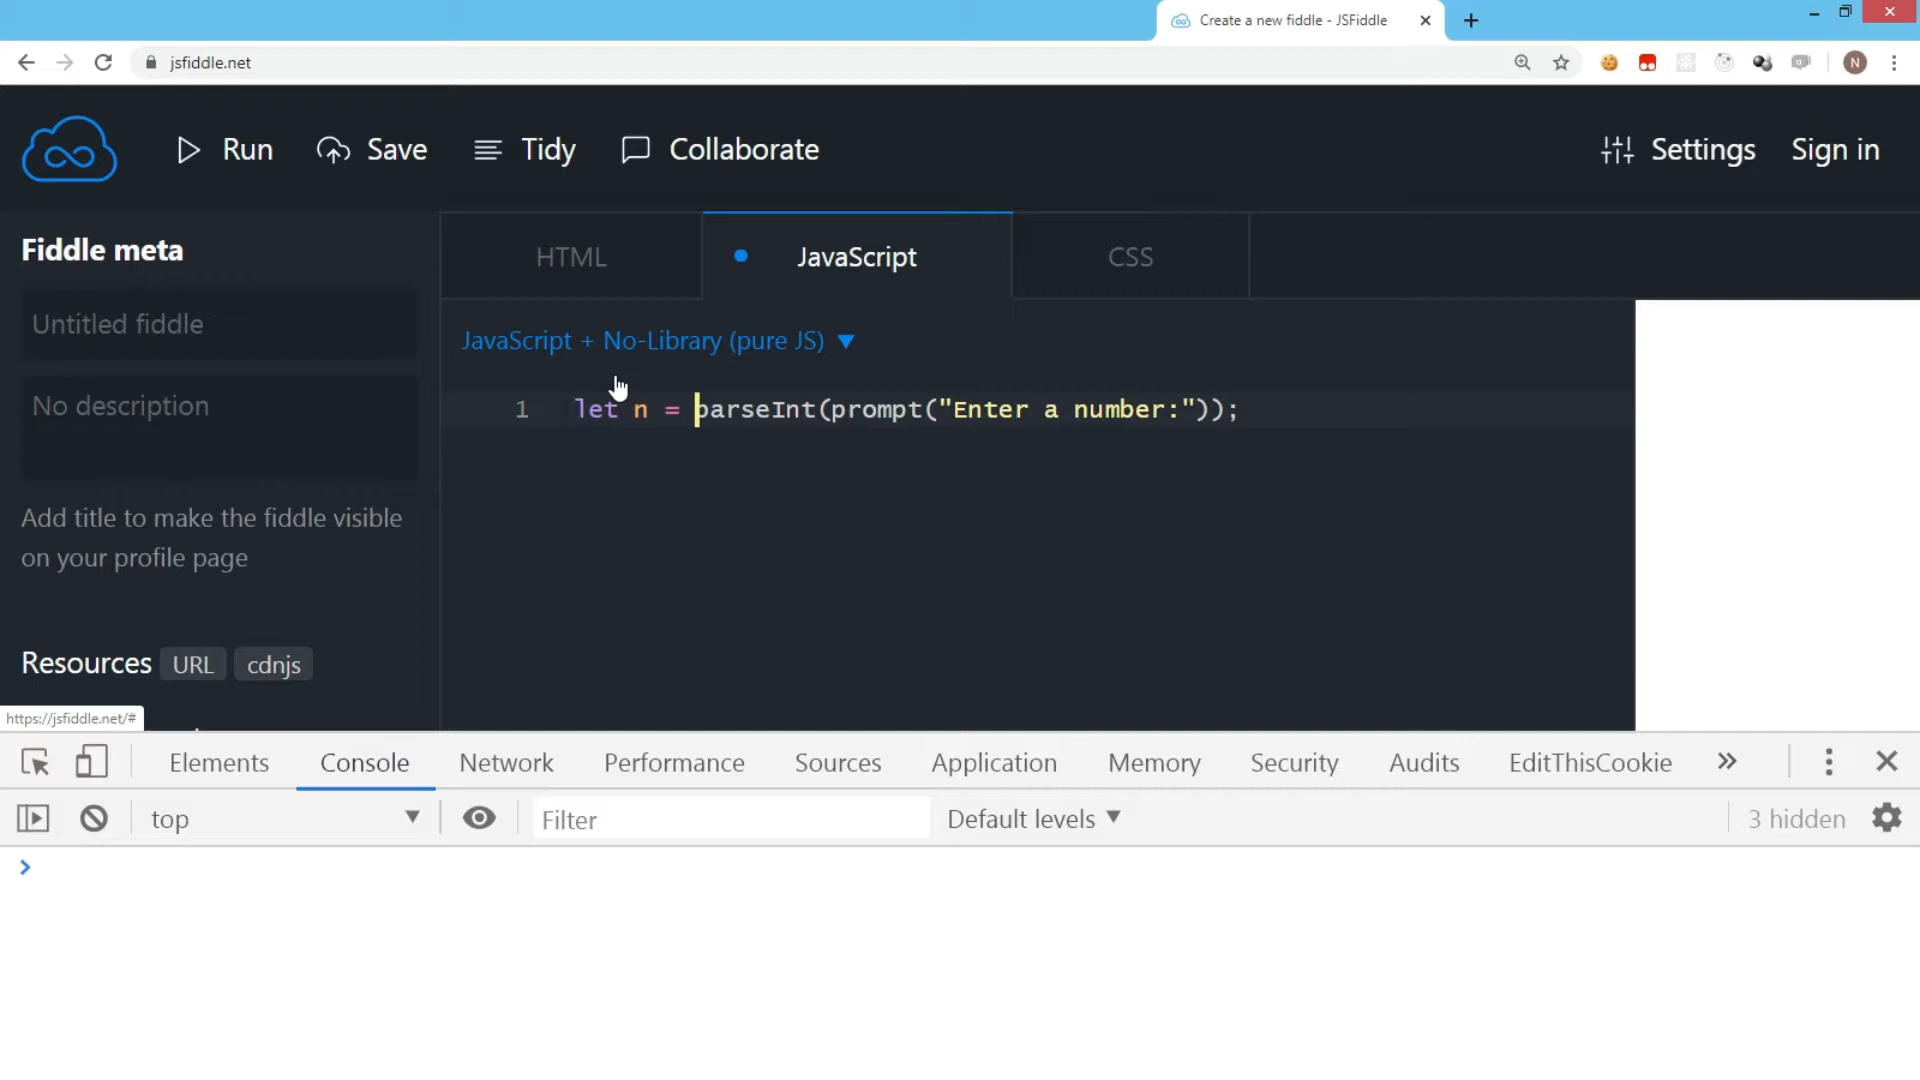 Create a new fiddle - JSFiddle
jsfiddle.net
N
Run
Save
Tidy
Collaborate
Settings
Sign in
Fiddle meta
HTML
JavaScript
CSS
Untitled fiddle
JavaScript + No-Library (pure JS)
No description
1 let n = parseInt(prompt("Enter a number:"));
Add title to make the fiddle visible
on your profile page
Resources URL cdnjs
https://jsfiddle.net/#
Elements
Console
Network
Performance
Sources
Application
Memory
Security
Audits
EditThisCookie
top
Filter
Default levels
3 hidden